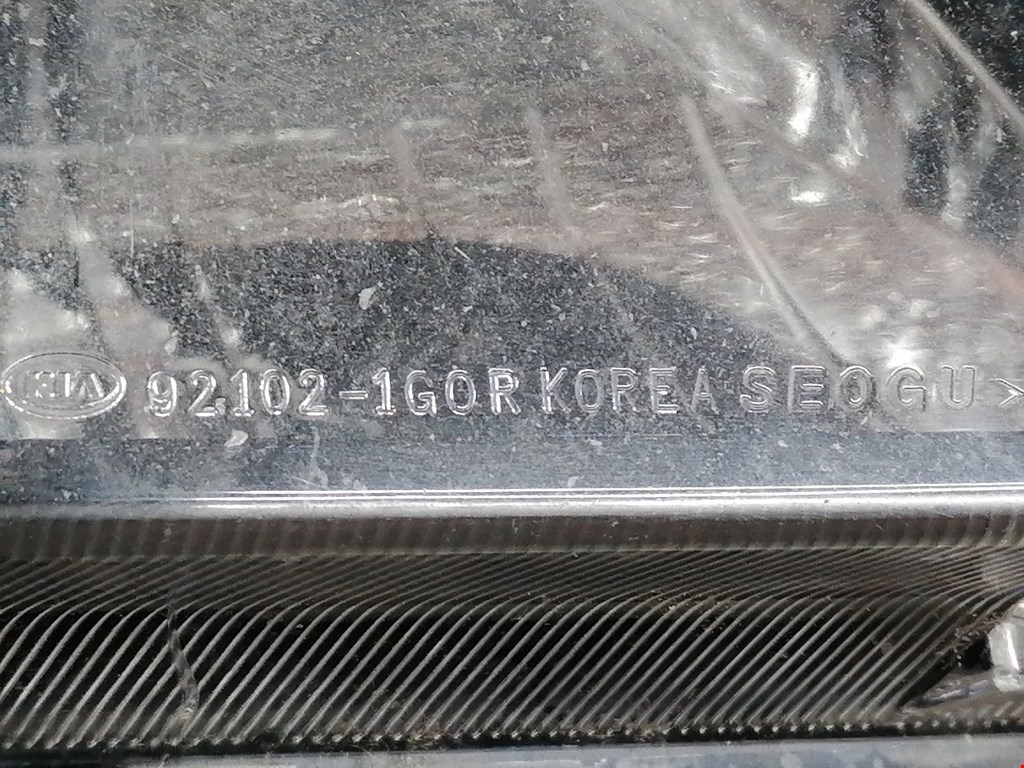 KIA 92102-1G0R KOREA SEOGU >